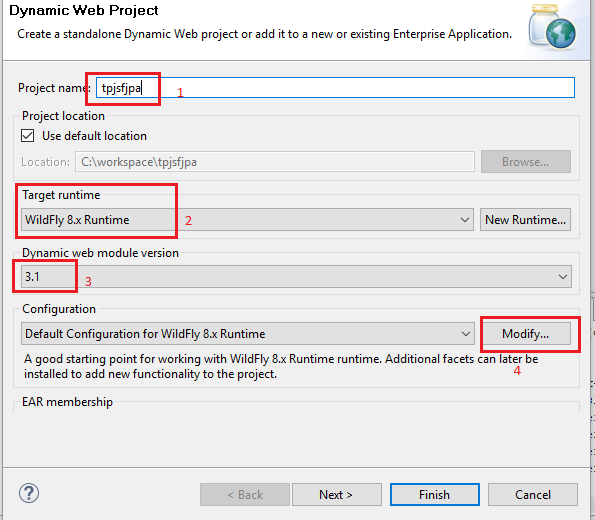 Dynamic Web Project
Create a standalone Dynamic Web project or add it to a new or existing Enterprise Application.
Project name: tpjsfjpa 1
Project location
Use default location
Location: C:\workspace\tpjsfjpa Browse...
Target runtime
WildFly 8.x Runtime 2 New Runtime...
Dynamic web module version
3.1 3
Configuration
Default Configuration for WildFly 8.x Runtime Modify...
A good starting point for working with WildFly 8.x Runtime runtime. Additional facets can later be
installed to add new functionality to the project. 4
EAR membership
? < Back Next > Finish Cancel